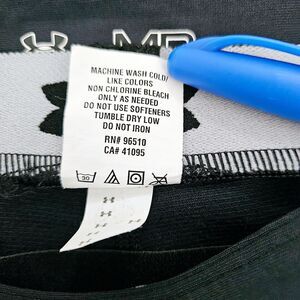 MACHINE WASH COLD/
LIKE COLORS
NON CHLORINE BLEACH
ONLY AS NEEDED
DO NOT USE SOFTENERS
TUMBLE DRY LOW
DO NOT IRON
RN# 96510
CA# 41095
30